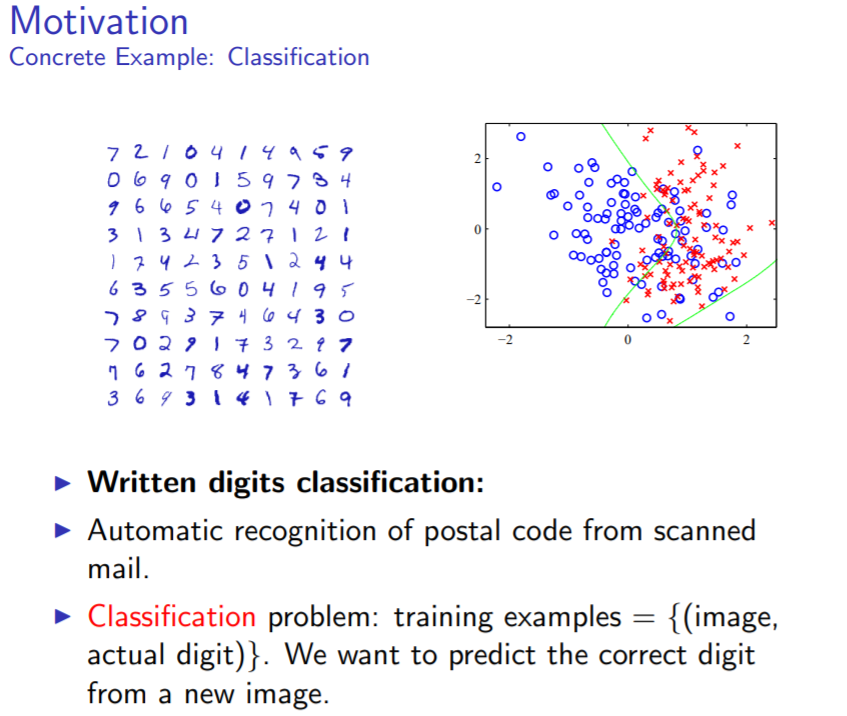 Motivation
Concrete Example: Classification
7 2 1 0 4 1 4 9 5 9
0 6 9 0 1 5 9 7 3 4
9 6 6 5 4 0 7 4 0 1
3 1 3 4 7 2 7 1 2 1
1 7 4 2 3 5 1 2 4 4
6 3 5 5 6 0 4 1 9 5
7 8 9 3 7 4 6 4 3 0
7 0 2 9 1 7 3 2 9 7
7 6 2 7 8 4 7 3 6 1
3 6 9 3 1 4 1 7 6 9
2
0
−2
−2 0 2
▶ Written digits classification:
▶ Automatic recognition of postal code from scanned
mail.
▶ Classification problem: training examples = {(image,
actual digit)}. We want to predict the correct digit
from a new image.